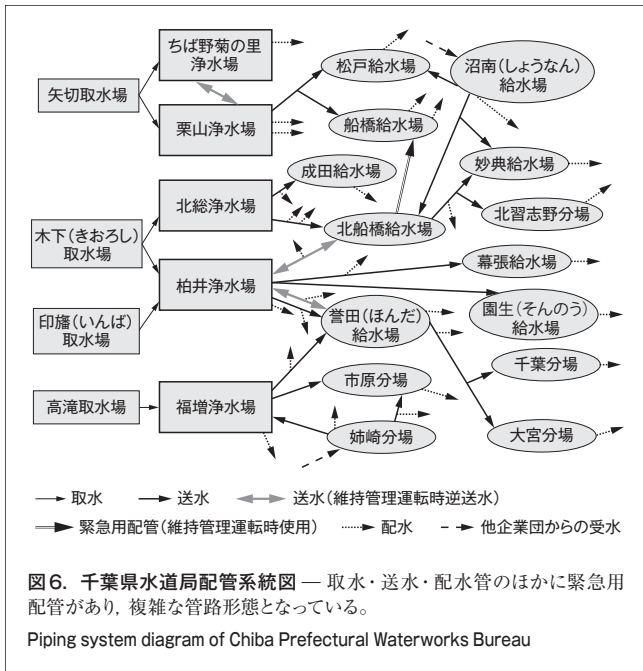 ちば野菊の里
浄水場
松戸給水場
沼南（しょうなん）
給水場
矢切取水場
栗山浄水場
船橋給水場
成田給水場
妙典給水場
北総浄水場
北習志野分場
木下（きおろし）
取水場
北船橋給水場
柏井浄水場
幕張給水場
印旛（いんば）
取水場
誉田（ほんだ）
給水場
園生（そんのう）
給水場
千葉分場
高滝取水場
福増浄水場
市原分場
姉崎分場
大宮分場
取水
送水
送水（維持管理運転時逆送水）
緊急用配管（維持管理運転時使用）
配水
他企業団からの受水
図6．千葉県水道局配管系統図 — 取水・送水・配水管のほかに緊急用
配管があり，複雑な管路形態となっている。
Piping system diagram of Chiba Prefectural Waterworks Bureau